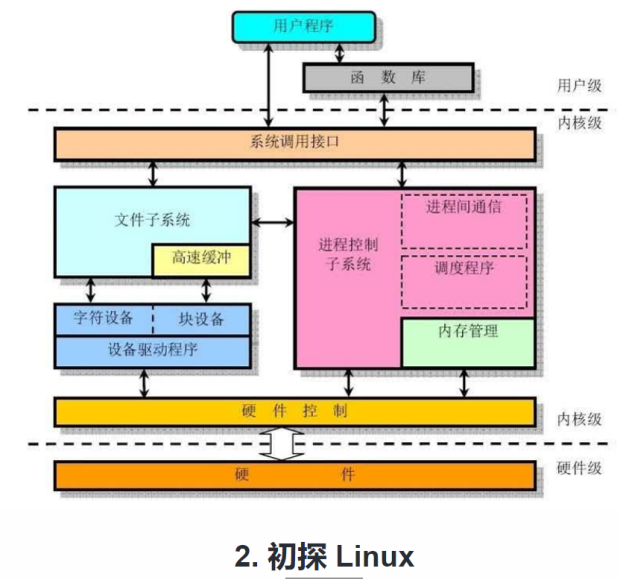 用户程序
函 数 库
用户级
内核级
系统调用接口
文件子系统
高速缓冲
进程控制
子系统
进程间通信
调度程序
内存管理
字符设备
块设备
设备驱动程序
硬 件 控 制
内核级
硬件级
硬 件
2. 初探 Linux